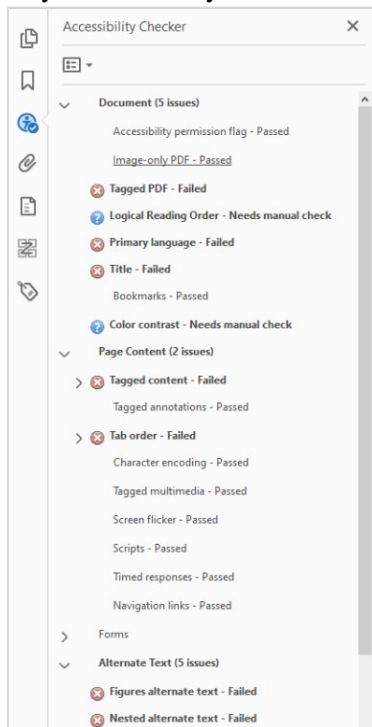 Accessibility Checker
Document (5 issues)
Accessibility permission flag - Passed
Image-only PDF - Passed
Tagged PDF - Failed
Logical Reading Order - Needs manual check
Primary language - Failed
Title - Failed
Bookmarks - Passed
Color contrast - Needs manual check
Page Content (2 issues)
Tagged content - Failed
Tagged annotations - Passed
Tab order - Failed
Character encoding - Passed
Tagged multimedia - Passed
Screen flicker - Passed
Scripts - Passed
Timed responses - Passed
Navigation links - Passed
Forms
Alternate Text (5 issues)
Figures alternate text - Failed
Nested alternate text - Failed